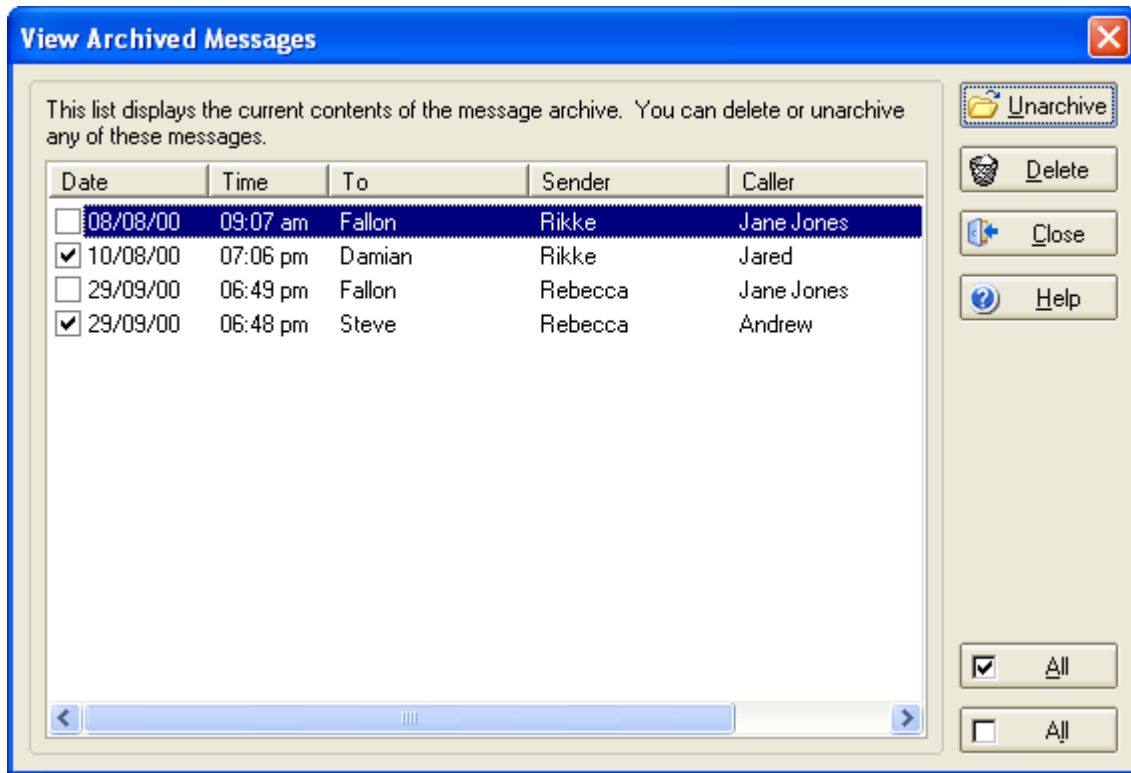 View Archived Messages
This list displays the current contents of the message archive. You can delete or unarchive
any of these messages.
Date Time To Sender Caller
08/08/00 09:07 am Fallon Rikke Jane Jones
10/08/00 07:06 pm Damian Rikke Jared
29/09/00 06:49 pm Fallon Rebecca Jane Jones
29/09/00 06:48 pm Steve Rebecca Andrew
Unarchive
Delete
Close
Help
All
All